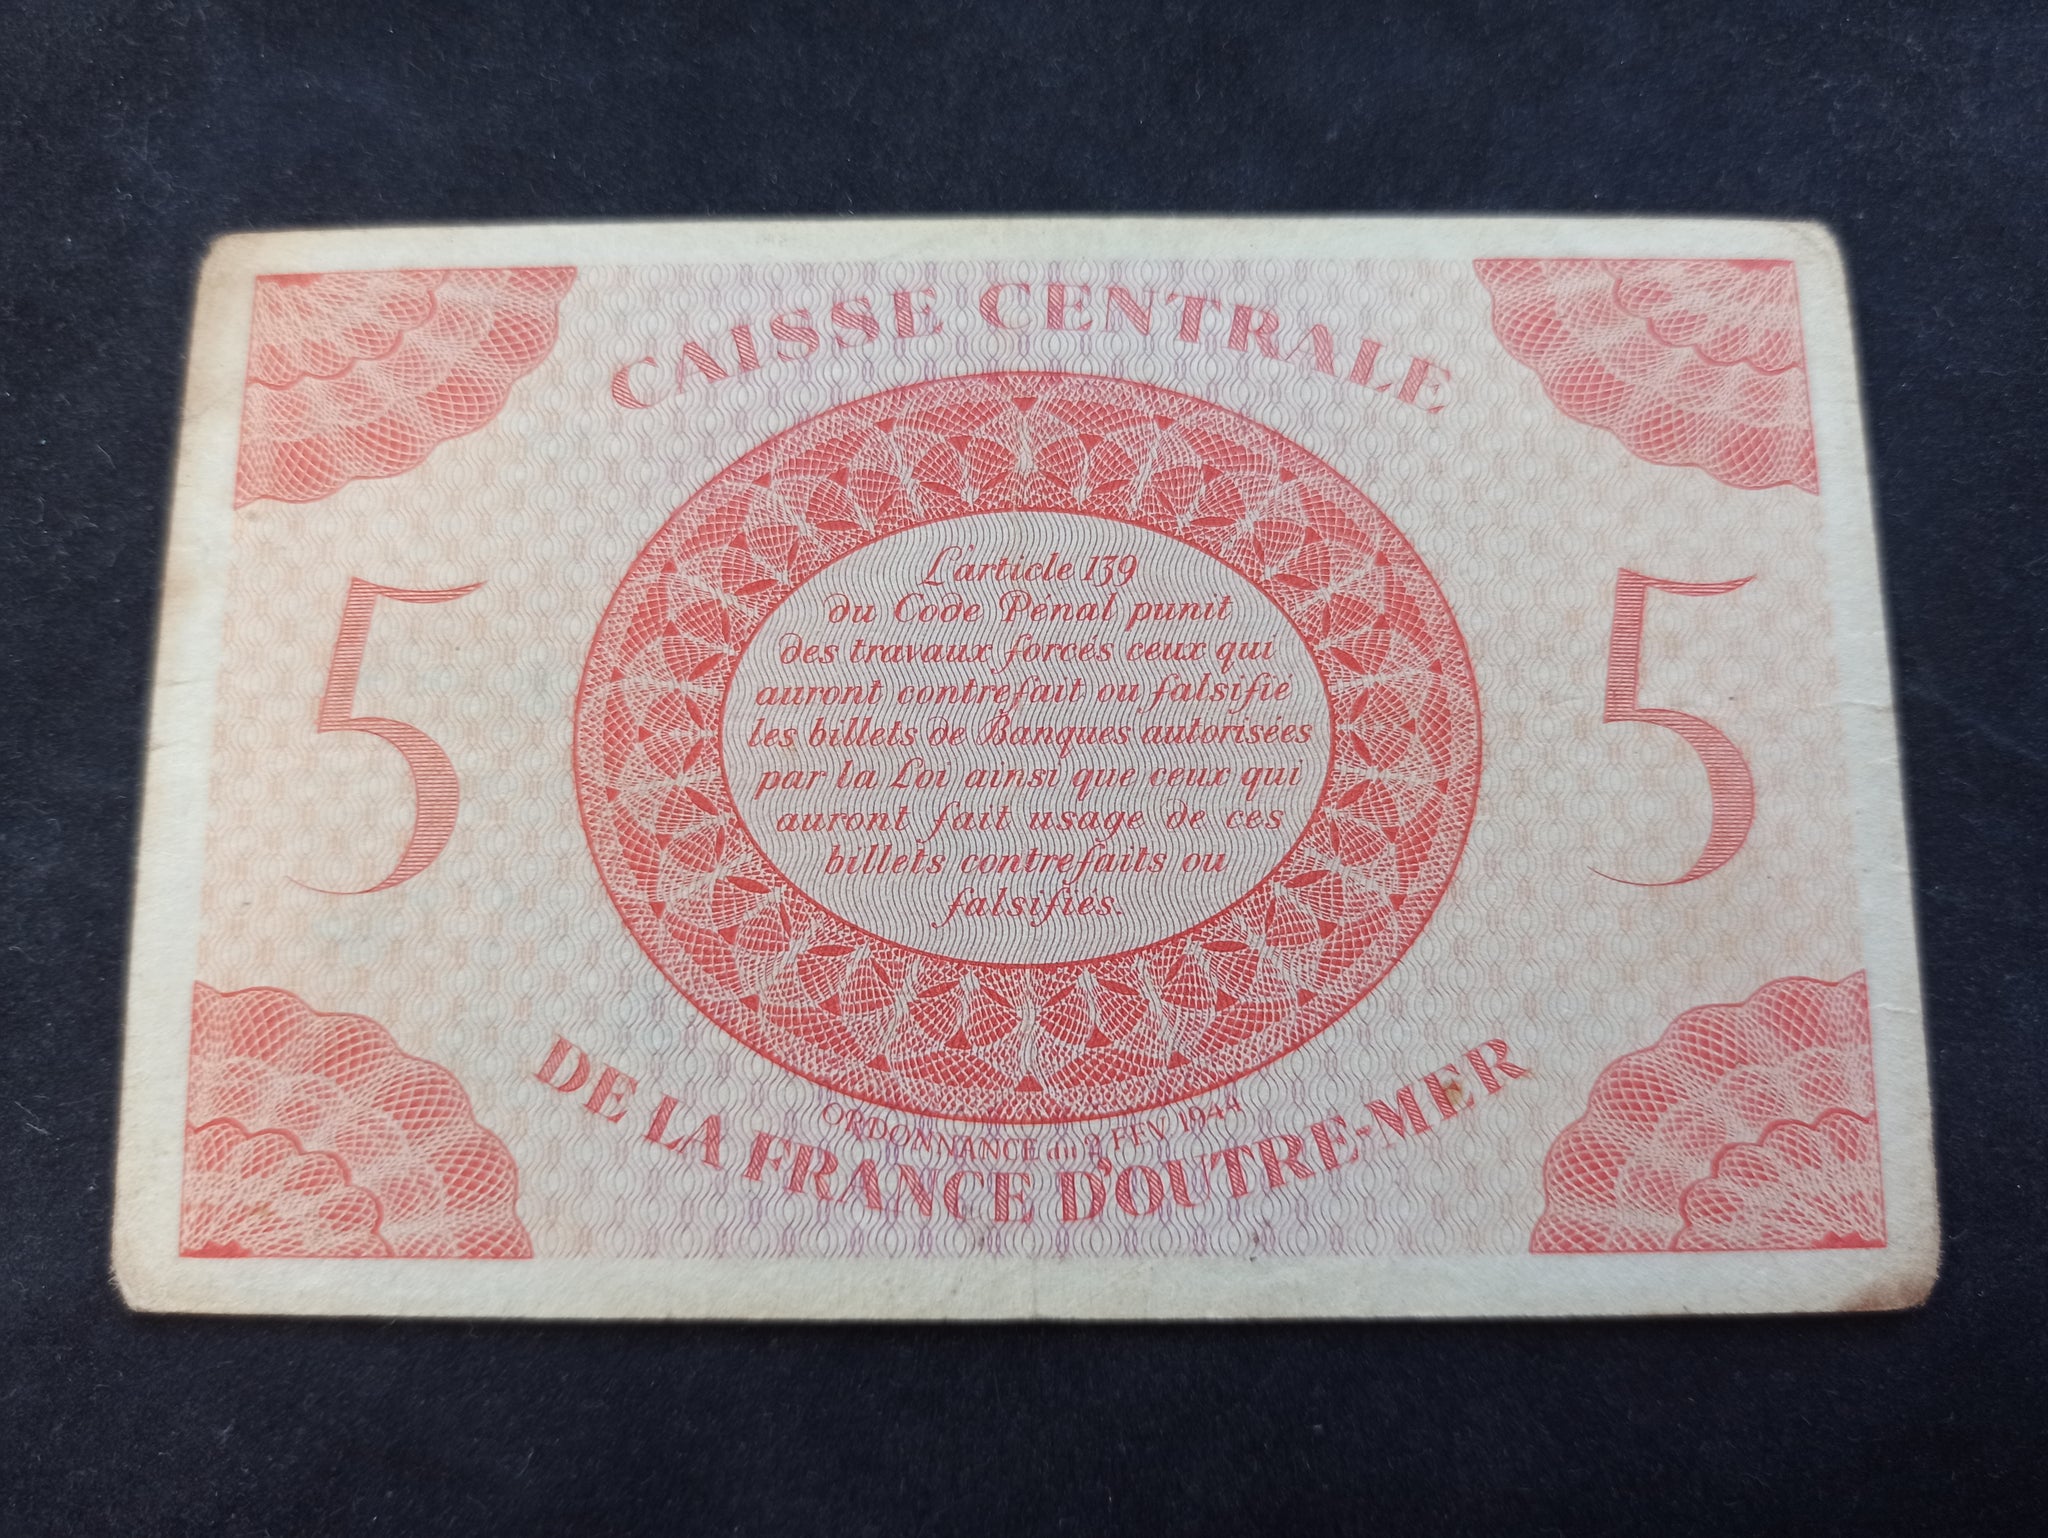 CAISSE CENTRALE
5
5
L'article 139
du Code Pénal punit
des travaux forcés ceux qui
auront contrefait ou falsifié
les billets de Banques autorisées
par la Loi ainsi que ceux qui
auront fait usage de ces
billets contrefaits ou
falsifiés.
ORDONNANCE du 2 FEV 1944
DE LA FRANCE D'OUTRE-MER